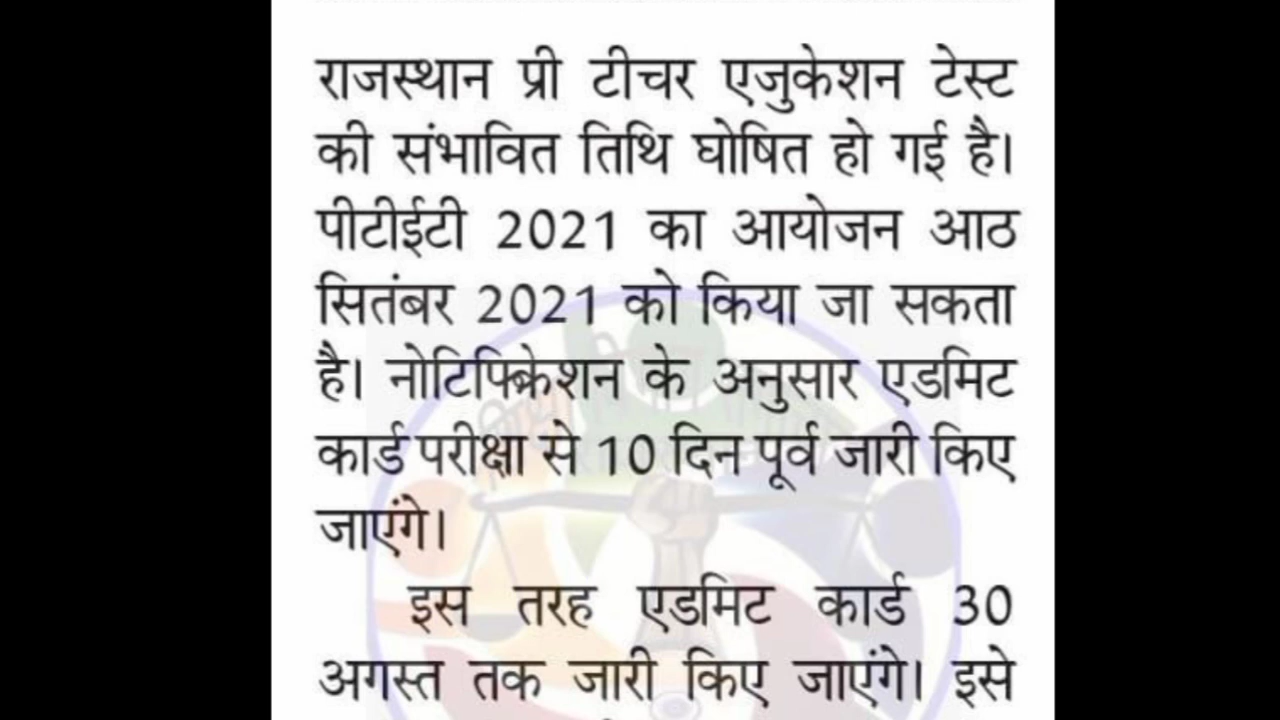 राजस्थान प्री टीचर एजुकेशन टेस्ट
की संभावित तिथि घोषित हो गई है।
पीटीईटी 2021 का आयोजन आठ
सितंबर 2021 को किया जा सकता
है। नोटिफिकेशन के अनुसार एडमिट
कार्ड परीक्षा से 10 दिन पूर्व जारी किए
जाएंगे।
इस तरह एडमिट कार्ड 30
अगस्त तक जारी किए जाएंगे। इसे